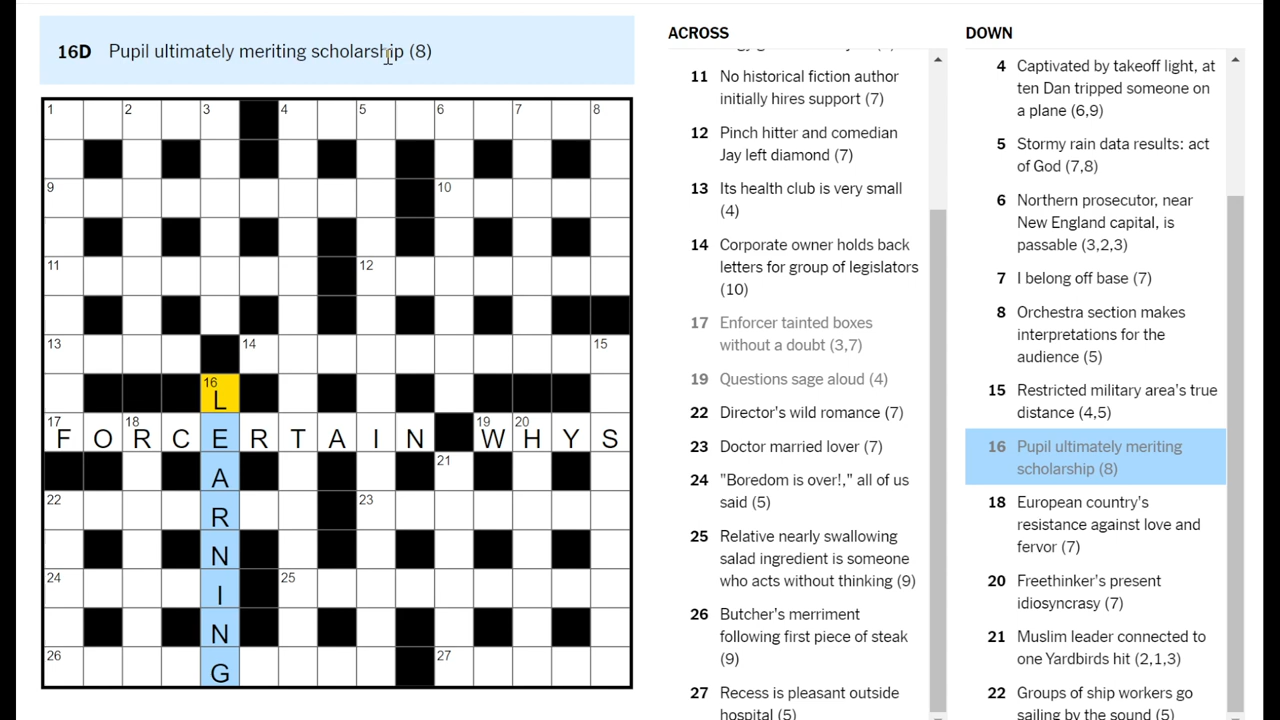 16D Pupil ultimately meriting scholarship (8)
1 2 3 4 5 6 7 8
9 10
11 12
13 14 15
16
L
17 18 19 20
F O R C E R T A I N W H Y S
21
A
22 23
R
N
24 25
I
N
26 27
G
ACROSS
11 No historical fiction author
initially hires support (7)
12 Pinch hitter and comedian
Jay left diamond (7)
13 Its health club is very small
(4)
14 Corporate owner holds back
letters for group of legislators
(10)
17 Enforcer tainted boxes
without a doubt (3,7)
19 Questions sage aloud (4)
22 Director's wild romance (7)
23 Doctor married lover (7)
24 "Boredom is over!," all of us
said (5)
25 Relative nearly swallowing
salad ingredient is someone
who acts without thinking (9)
26 Butcher's merriment
following first piece of steak
(9)
27 Recess is pleasant outside
hospital (5)
DOWN
4 Captivated by takeoff light, at
ten Dan tripped someone on
a plane (6,9)
5 Stormy rain data results: act
of God (7,8)
6 Northern prosecutor, near
New England capital, is
passable (3,2,3)
7 I belong off base (7)
8 Orchestra section makes
interpretations for the
audience (5)
15 Restricted military area's true
distance (4,5)
16 Pupil ultimately meriting
scholarship (8)
18 European country's
resistance against love and
fervor (7)
20 Freethinker's present
idiosyncrasy (7)
21 Muslim leader connected to
one Yardbirds hit (2,1,3)
22 Groups of ship workers go
sailing by the sound (5)